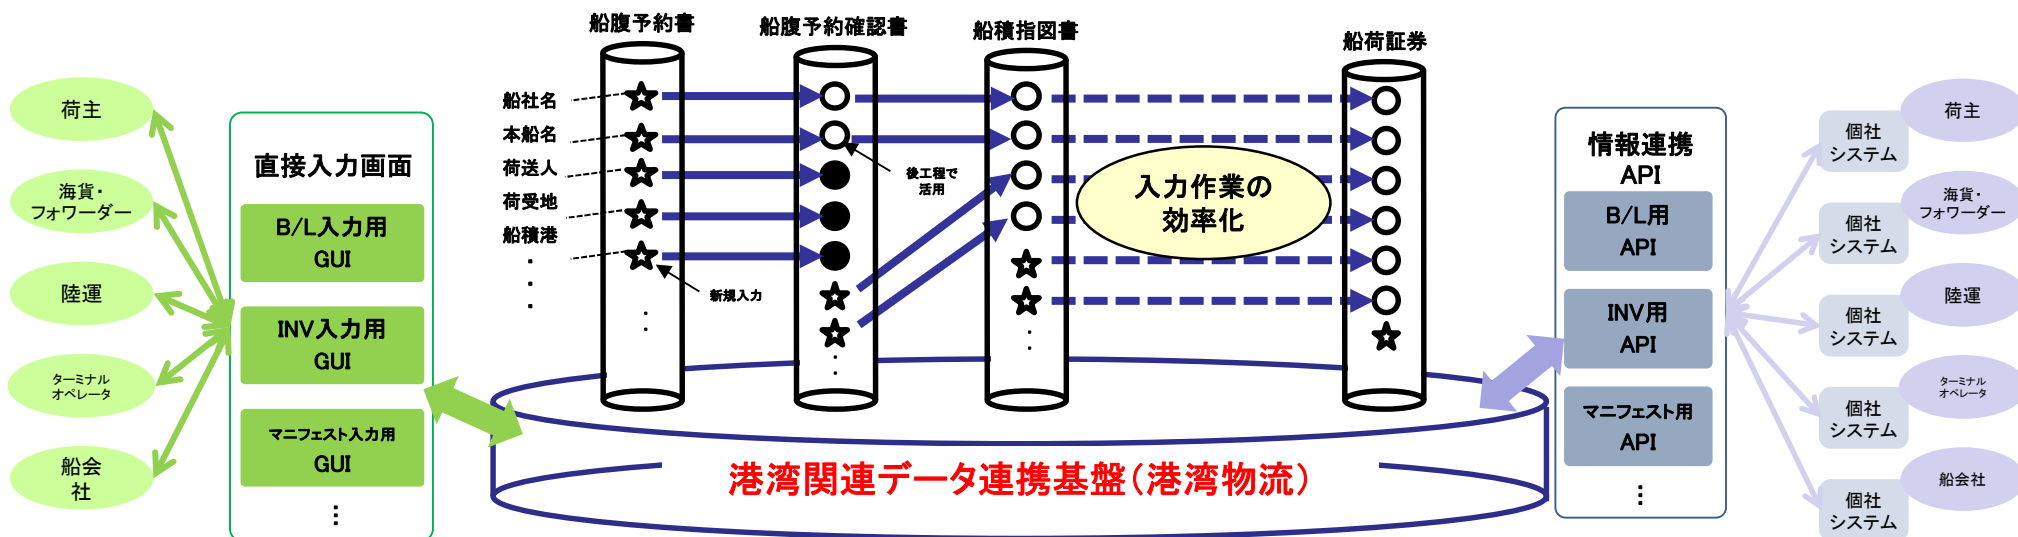 船腹予約書
船腹予約確認書
船積指図書
船荷証券
荷主
海貨・
フォワーダー
陸運
ターミナル
オペレータ
船会
社
直接入力画面
B/L入力用
GUI
INV入力用
GUI
マニフェスト入力用
GUI
⋮
船社名
本船名
荷送人
荷受地
船積港
・
・
・
新規入力
後工程で
活用
入力作業の
効率化
港湾関連データ連携基盤(港湾物流)
情報連携
API
B/L用
API
INV用
API
マニフェスト用
API
⋮
個社
システム
個社
システム
個社
システム
個社
システム
個社
システム
荷主
海貨・
フォワーダー
陸運
ターミナル
オペレータ
船会社